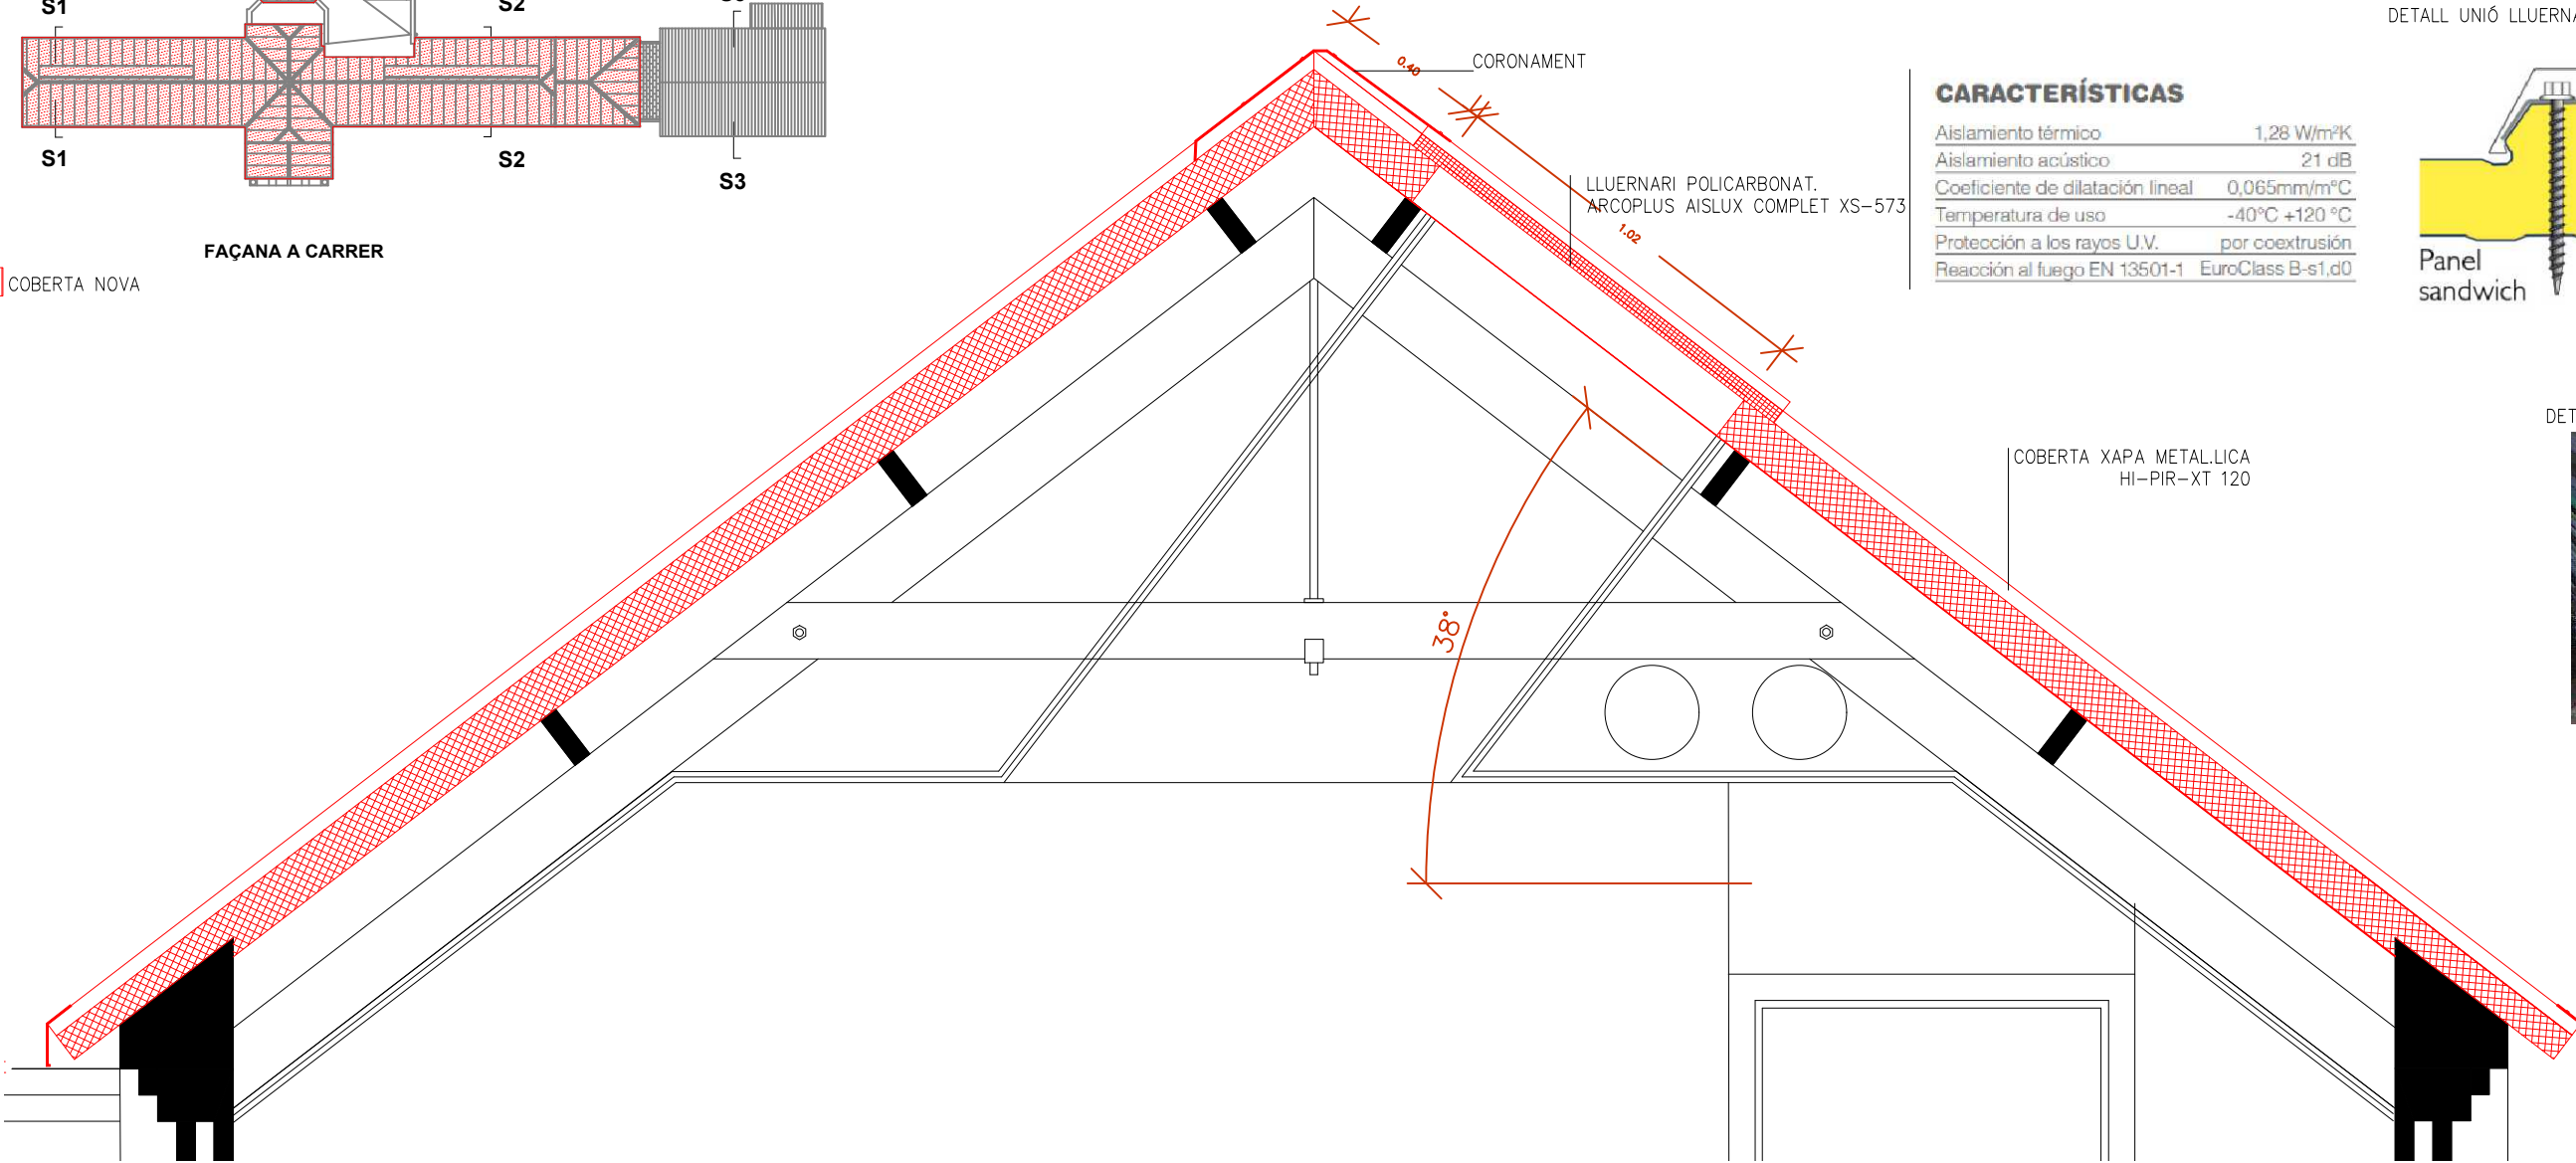 S1
S2
S1
S2
S3
FAÇANA A CARRER
COBERTA NOVA
0.40
CORONAMENT
LLUERNARI POLICARBONAT.
ARCOPLUS AISLUX COMPLET XS-573
1.02
38°
COBERTA XAPA METAL.LICA
HI-PIR-XT 120
CARACTERÍSTICAS
Aislamiento térmico 1,28 W/m²K
Aislamiento acústico 21 dB
Coeficiente de dilatación lineal 0,065mm/m°C
Temperatura de uso -40°C +120 °C
Protección a los rayos U.V. por coextrusión
Reacción al fuego EN 13501-1 EuroClass B-s1,d0
DETALL UNIÓ LLUERNA
Panel
sandwich
DET